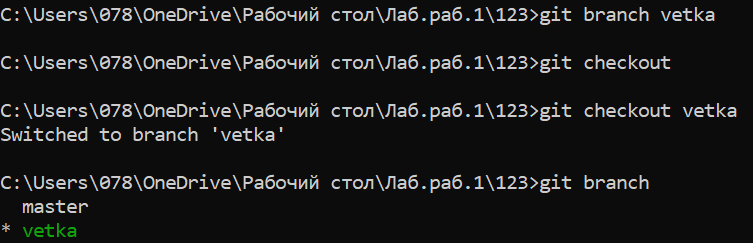 C:\Users\078\OneDrive\Рабочий стол\Лаб.раб.1\123>git branch vetka
C:\Users\078\OneDrive\Рабочий стол\Лаб.раб.1\123>git checkout
C:\Users\078\OneDrive\Рабочий стол\Лаб.раб.1\123>git checkout vetka
Switched to branch 'vetka'
C:\Users\078\OneDrive\Рабочий стол\Лаб.раб.1\123>git branch
  master
* vetka